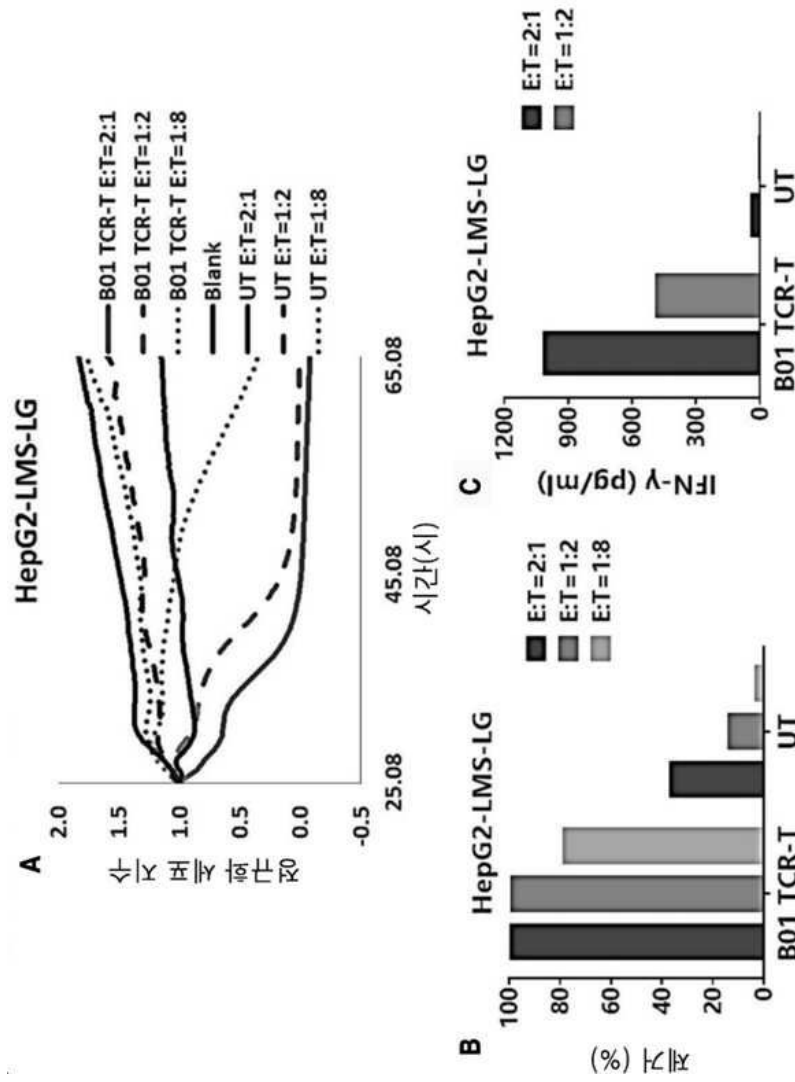 A
HepG2-LMS-LG
정규화 세포 지수
2.0
1.5
1.0
0.5
0.0
-0.5
25.08
45.08
65.08
시간(시)
B01 TCR-T E:T=2:1
B01 TCR-T E:T=1:2
B01 TCR-T E:T=1:8
Blank
UT E:T=2:1
UT E:T=1:2
UT E:T=1:8
B
HepG2-LMS-LG
제거 (%)
100
80
60
40
20
0
B01 TCR-T
UT
E:T=2:1
E:T=1:2
E:T=1:8
C
HepG2-LMS-LG
IFN-γ (pg/ml)
1200
900
600
300
0
B01 TCR-T
UT
E:T=2:1
E:T=1:2